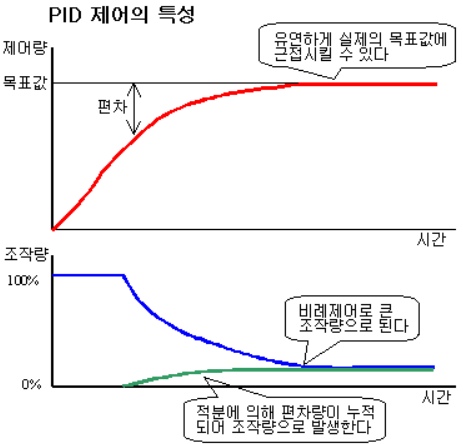 PID 제어의 특성
제어량
유연하게 실제의 목표값에
근접시킬 수 있다
목표값
편차
시간
조작량
100%
비례제어로 큰
조작량으로 된다
0%
시간
적분에 의해 편차량이 누적
되어 조작량으로 발생한다